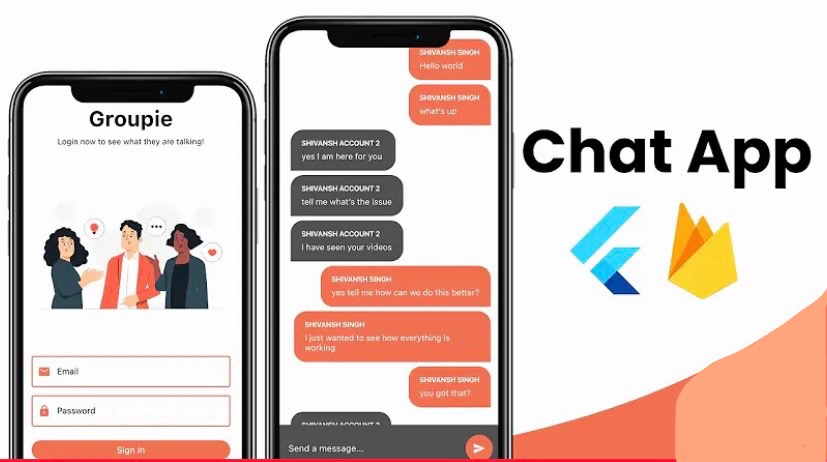 Groupie
Login now to see what they are talking!
Email
Password
Sign In
SHIVANSH SINGH
Hello world
SHIVANSH SINGH
what's up
SHIVANSH ACCOUNT 2
yes I am here for you
SHIVANSH ACCOUNT 2
tell me what's the issue
SHIVANSH ACCOUNT 2
I have seen your videos
SHIVANSH SINGH
yes tell me how can we do this better?
SHIVANSH SINGH
I just wanted to see how everything is
working
SHIVANSH SINGH
you got that?
SHIVANSH ACCOUNT 2
Send a message...
Chat App